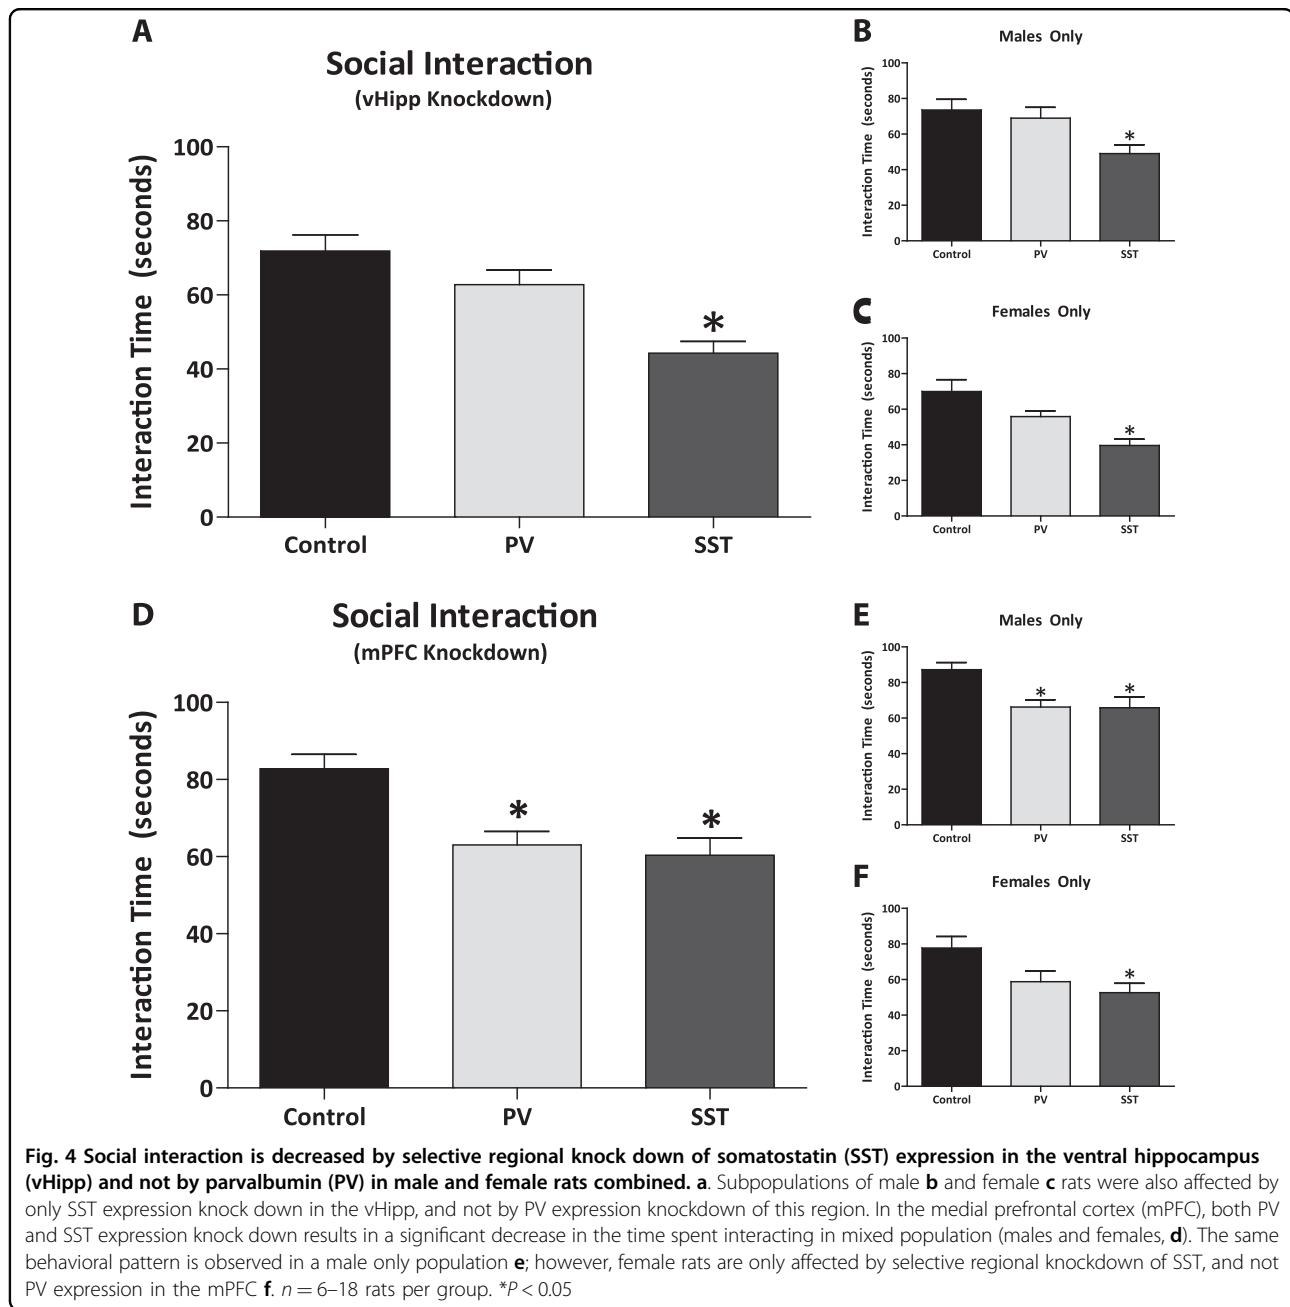 A
Social Interaction
(vHipp Knockdown)
Interaction Time (seconds)
100
80
60
40
20
0
*
Control PV SST
B
Males Only
Interaction Time (seconds)
100
80
60
40
20
0
*
Control PV SST
C
Females Only
Interaction Time (seconds)
100
80
60
40
20
0
*
Control PV SST
D
Social Interaction
(mPFC Knockdown)
Interaction Time (seconds)
100
80
60
40
20
0
* *
Control PV SST
E
Males Only
Interaction Time (seconds)
100
80
60
40
20
0
* *
Control PV SST
F
Females Only
Interaction Time (seconds)
100
80
60
40
20
0
*
Control PV SST
Fig. 4 Social interaction is decreased by selective regional knock down of somatostatin (SST) expression in the ventral hippocampus
(vHipp) and not by parvalbumin (PV) in male and female rats combined. a. Subpopulations of male b and female c rats were also affected by
only SST expression knock down in the vHipp, and not by PV expression knockdown of this region. In the medial prefrontal cortex (mPFC), both PV
and SST expression knock down results in a significant decrease in the time spent interacting in mixed population (males and females, d). The same
behavioral pattern is observed in a male only population e; however, female rats are only affected by selective regional knockdown of SST, and not
PV expression in the mPFC f. n = 6–18 rats per group. *P < 0.05